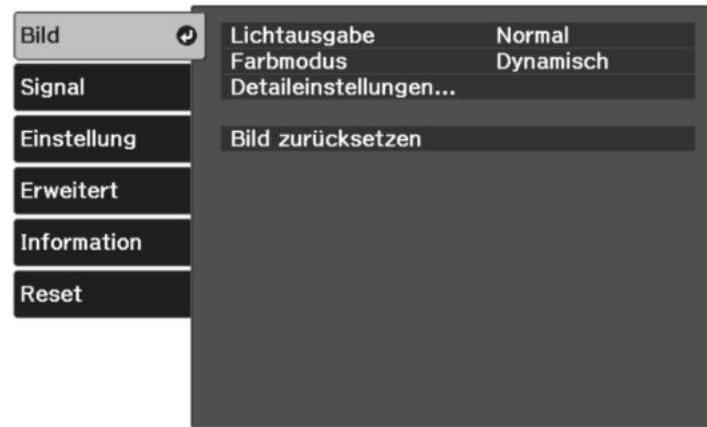 Bild
Signal
Einstellung
Erweitert
Information
Reset
Lichtausgabe Normal
Farbmodus Dynamisch
Detaileinstellungen...
Bild zurücksetzen